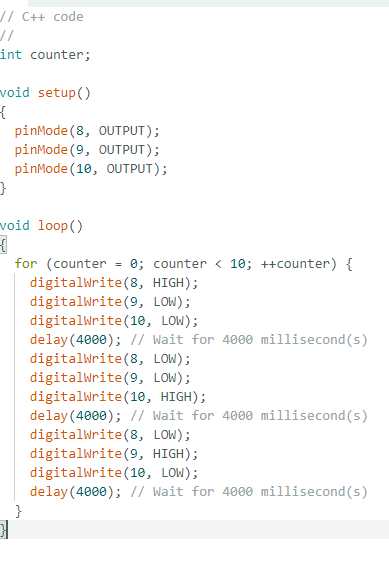 // C++ code
//
int counter;

void setup()
{
  pinMode(8, OUTPUT);
  pinMode(9, OUTPUT);
  pinMode(10, OUTPUT);
}

void loop()
{
  for (counter = 0; counter < 10; ++counter) {
    digitalWrite(8, HIGH);
    digitalWrite(9, LOW);
    digitalWrite(10, LOW);
    delay(4000); // Wait for 4000 millisecond(s)
    digitalWrite(8, LOW);
    digitalWrite(9, LOW);
    digitalWrite(10, HIGH);
    delay(4000); // Wait for 4000 millisecond(s)
    digitalWrite(8, LOW);
    digitalWrite(9, HIGH);
    digitalWrite(10, LOW);
    delay(4000); // Wait for 4000 millisecond(s)
  }
}